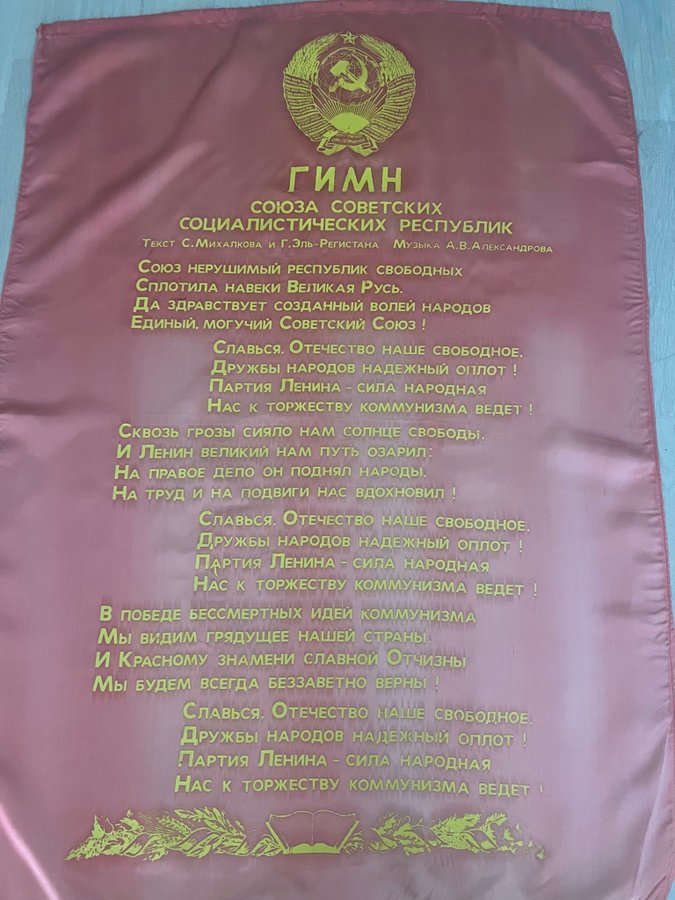 ГИМН
СОЮЗА СОВЕТСКИХ
СОЦИАЛИСТИЧЕСКИХ РЕСПУБЛИК
Текст С.Михалкова и Г.Эль-Регистана Музыка А.В.Александрова
Союз нерушимый республик свободных
Сплотила навеки Великая Русь.
Да здравствует созданный волей народов
Единый, могучий Советский Союз !
Славься, Отечество наше свободное,
Дружбы народов надежный оплот !
Партия Ленина - сила народная
Нас к торжеству коммунизма ведет !
Сквозь грозы сияло нам солнце свободы,
И Ленин великий нам путь озарил:
На правое дело он поднял народы,
На труд и на подвиги нас вдохновил !
Славься, Отечество наше свободное,
Дружбы народов надежный оплот !
Партия Ленина - сила народная
Нас к торжеству коммунизма ведет !
В победе бессмертных идей коммунизма
Мы видим грядущее нашей страны,
И Красному знамени славной Отчизны
Мы будем всегда беззаветно верны !
Славься, Отечество наше свободное,
Дружбы народов надежный оплот !
Партия Ленина - сила народная
Нас к торжеству коммунизма ведет !